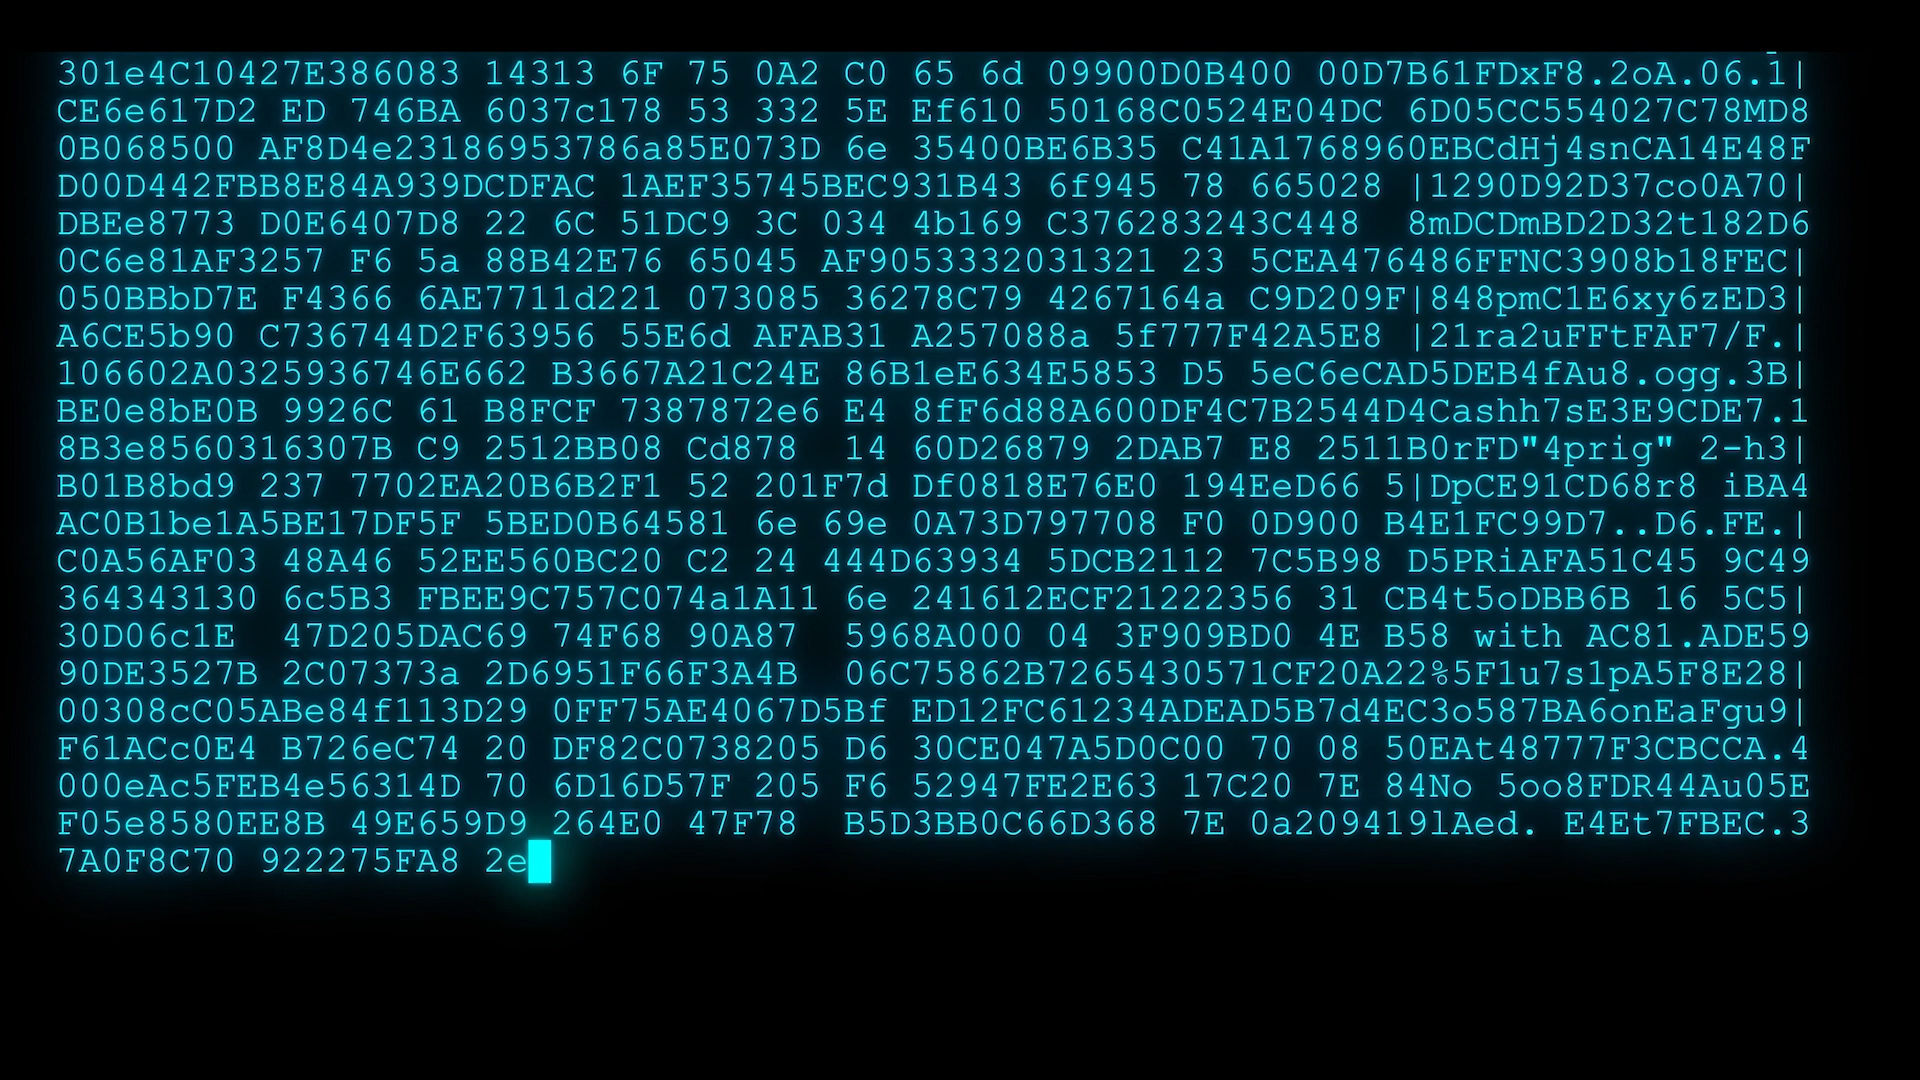 301e4C10427E386083 14313 6F 75 0A2 C0 65 6d 09900D0B400 00D7B61FDxF8.2oA.06.1|
CE6e617D2 ED 746BA 6037c178 53 332 5E Ef610 50168C0524E04DC 6D05CC554027C78MD8
0B068500 AF8D4e23186953786a85E073D 6e 35400BE6B35 C41A1768960EBCdHj4snCA14E48F
D00D442FBB8E84A939DCDFAC 1AEF35745BEC931B43 6f945 78 665028 |1290D92D37co0A70|
DBEe8773 D0E6407D8 22 6C 51DC9 3C 034 4b169 C376283243C448  8mDCDmBD2D32t182D6
0C6e81AF3257 F6 5a 88B42E76 65045 AF9053332031321 23 5CEA476486FFNC3908b18FEC|
050BBbD7E F4366 6AE7711d221 073085 36278C79 4267164a C9D209F|848pmC1E6xy6zED3|
A6CE5b90 C736744D2F63956 55E6d AFAB31 A257088a 5f777F42A5E8 |21ra2uFFtFAF7/F.|
106602A0325936746E662 B3667A21C24E 86B1eE634E5853 D5 5eC6eCAD5DEB4fAu8.ogg.3B|
BE0e8bE0B 9926C 61 B8FCF 7387872e6 E4 8fF6d88A600DF4C7B2544D4Cashh7sE3E9CDE7.1
8B3e8560316307B C9 2512BB08 Cd878  14 60D26879 2DAB7 E8 2511B0rFD"4prig" 2-h3|
B01B8bd9 237 7702EA20B6B2F1 52 201F7d Df0818E76E0 194EeD66 5|DpCE91CD68r8 iBA4
AC0B1be1A5BE17DF5F 5BED0B64581 6e 69e 0A73D797708 F0 0D900 B4E1FC99D7..D6.FE.|
C0A56AF03 48A46 52EE560BC20 C2 24 444D63934 5DCB2112 7C5B98 D5PRiAFA51C45 9C49
364343130 6c5B3 FBEE9C757C074a1A11 6e 241612ECF21222356 31 CB4t5oDBB6B 16 5C5|
30D06c1E  47D205DAC69 74F68 90A87  5968A000 04 3F909BD0 4E B58 with AC81.ADE59
90DE3527B 2C07373a 2D6951F66F3A4B  06C75862B7265430571CF20A22%5F1u7s1pA5F8E28|
00308cC05ABe84f113D29 0FF75AE4067D5Bf ED12FC61234ADEAD5B7d4EC3o587BA6onEaFgu9|
F61ACc0E4 B726eC74 20 DF82C0738205 D6 30CE047A5D0C00 70 08 50EAt48777F3CBCCA.4
000eAc5FEB4e56314D 70 6D16D57F 205 F6 52947FE2E63 17C20 7E 84No 5oo8FDR44Au05E
F05e8580EE8B 49E659D9 264E0 47F78  B5D3BB0C66D368 7E 0a209419lAed. E4Et7FBEC.3
7A0F8C70 922275FA8 2e